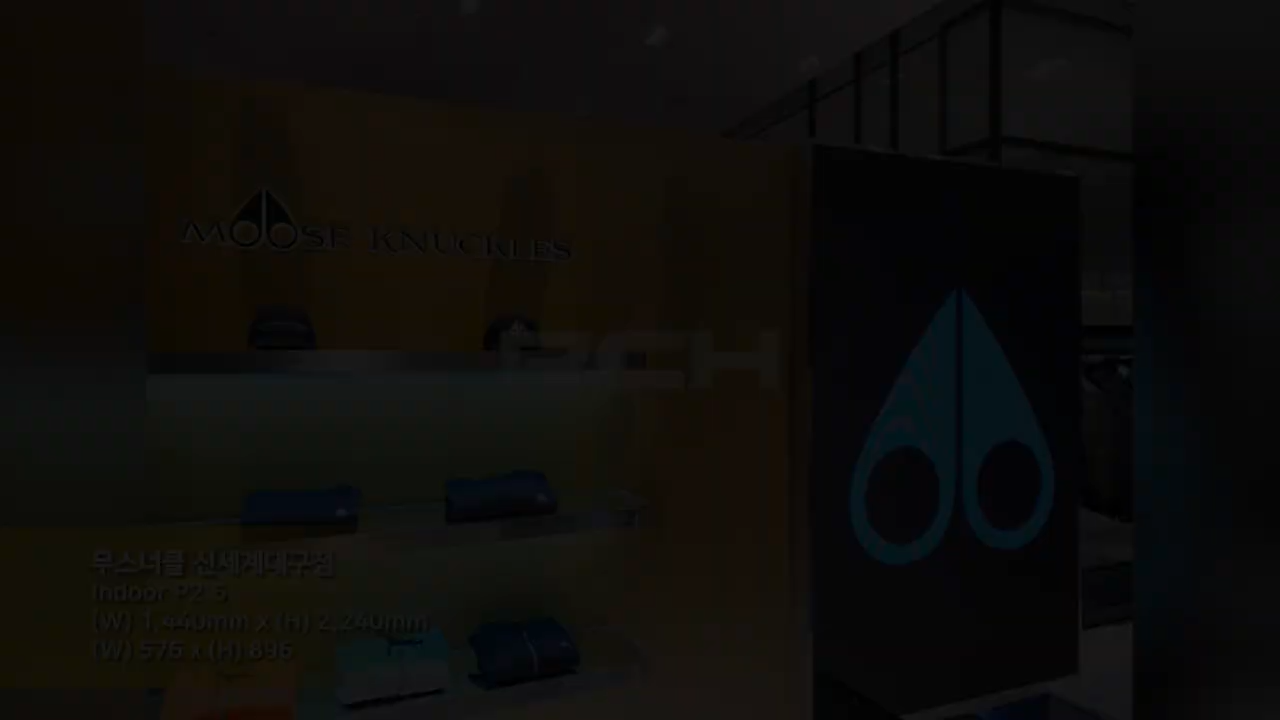 MOOSE KNUCKLES
무스너클 신세계대구점
Indoor P2.5
(W) 1,440mm x (H) 2,240mm
(W) 576 x (H) 896